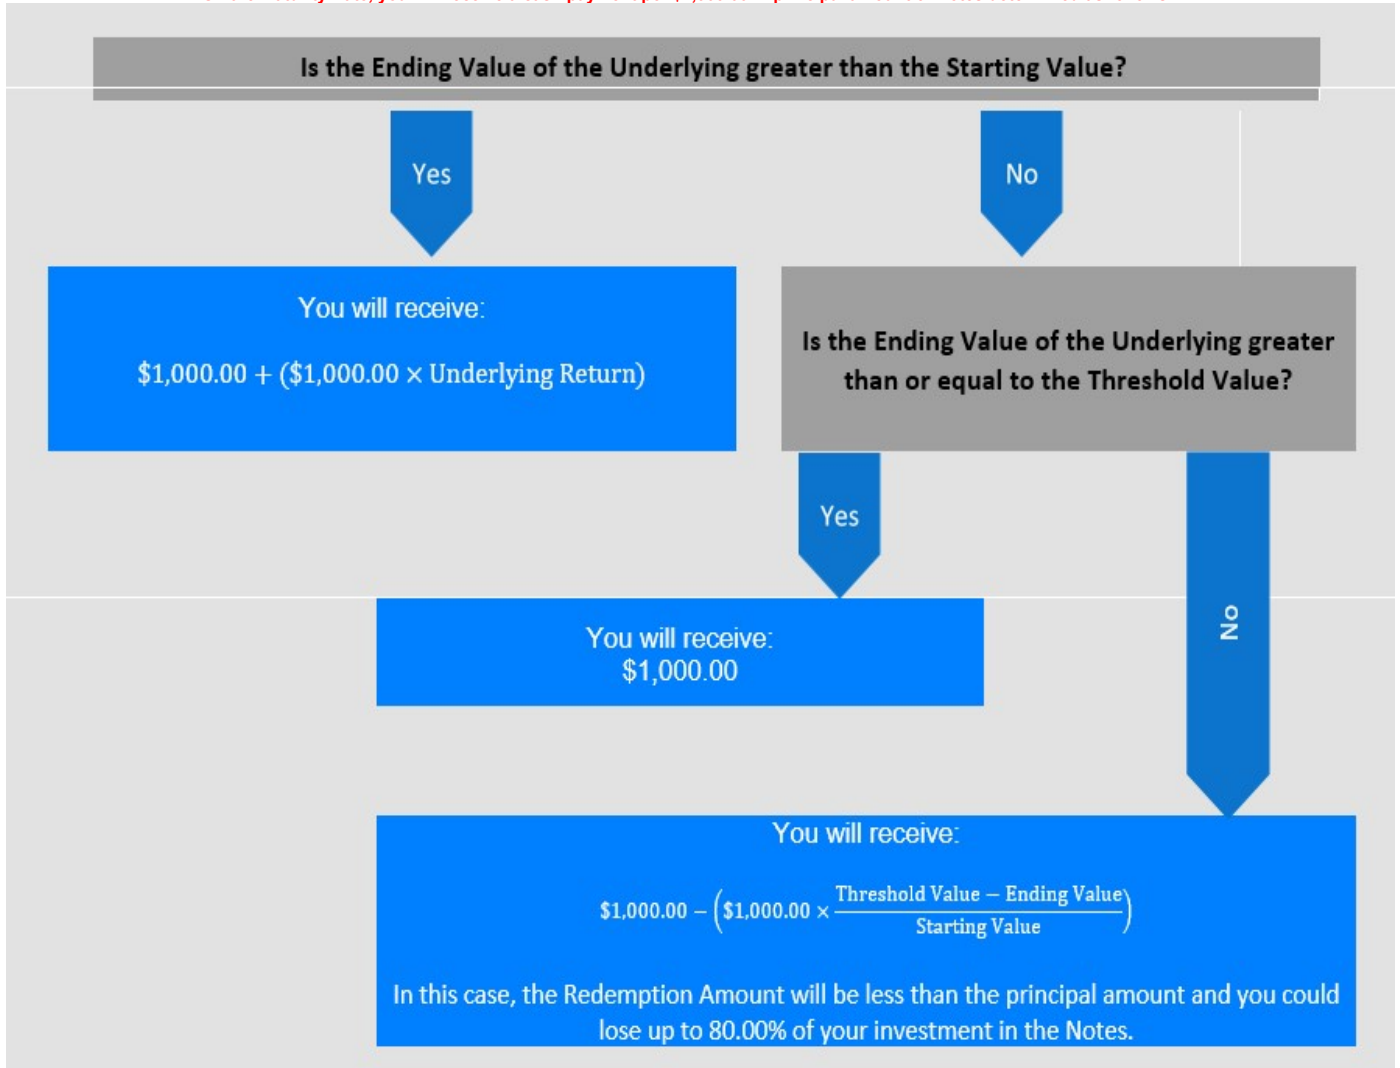 Is the Ending Value of the Underlying greater than the Starting Value?
Yes
No
You will receive:
$1,000.00 + ($1,000.00 × Underlying Return)
Is the Ending Value of the Underlying greater
than or equal to the Threshold Value?
Yes
No
You will receive:
$1,000.00
You will receive:
$1,000.00 − ($1,000.00 × Threshold Value − Ending Value
Starting Value)
In this case, the Redemption Amount will be less than the principal amount and you could
lose up to 80.00% of your investment in the Notes.